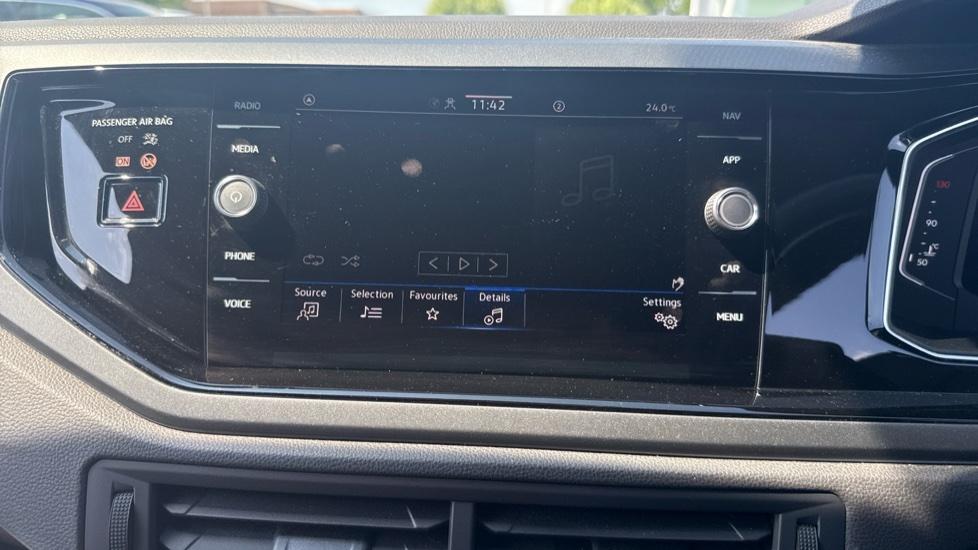 PASSENGER AIR BAG
OFF
ON
RADIO
MEDIA
PHONE
VOICE
11:42
2
24.0°C
Source
Selection
Favourites
Details
Settings
NAV
APP
CAR
MENU
130
90
°C
50